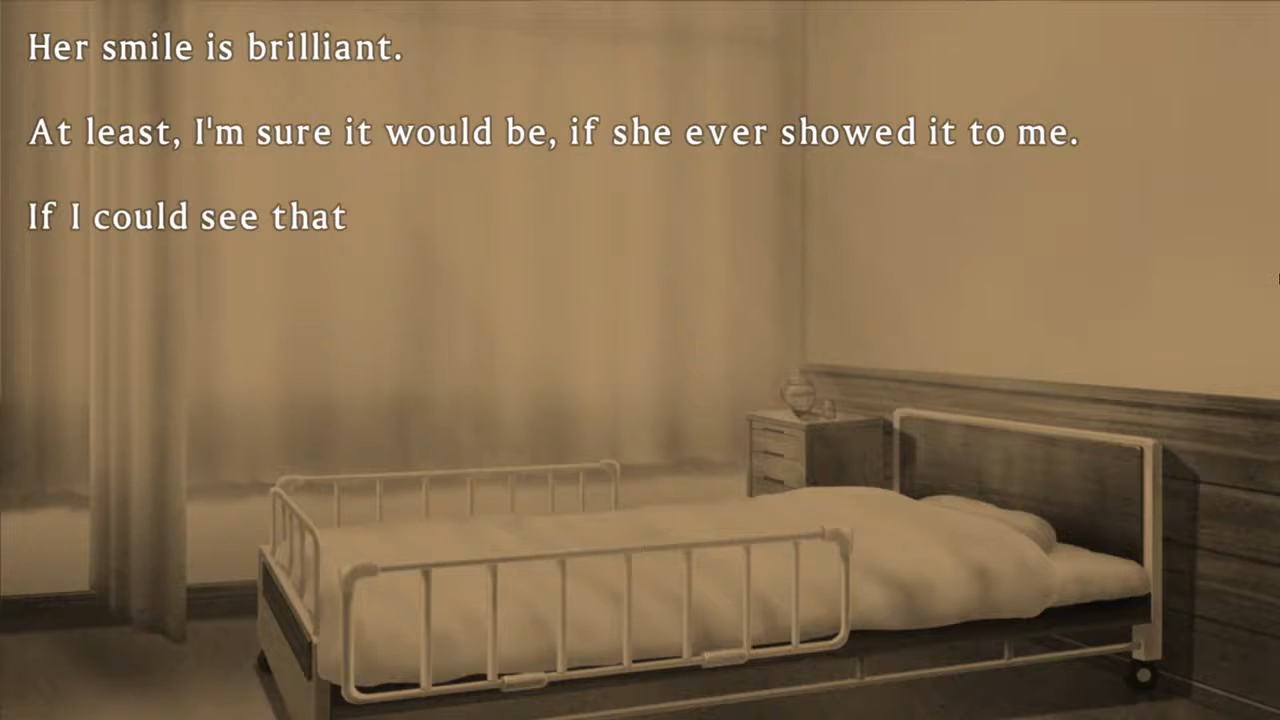 Her smile is brilliant.
At least, I'm sure it would be, if she ever showed it to me.
If I could see that